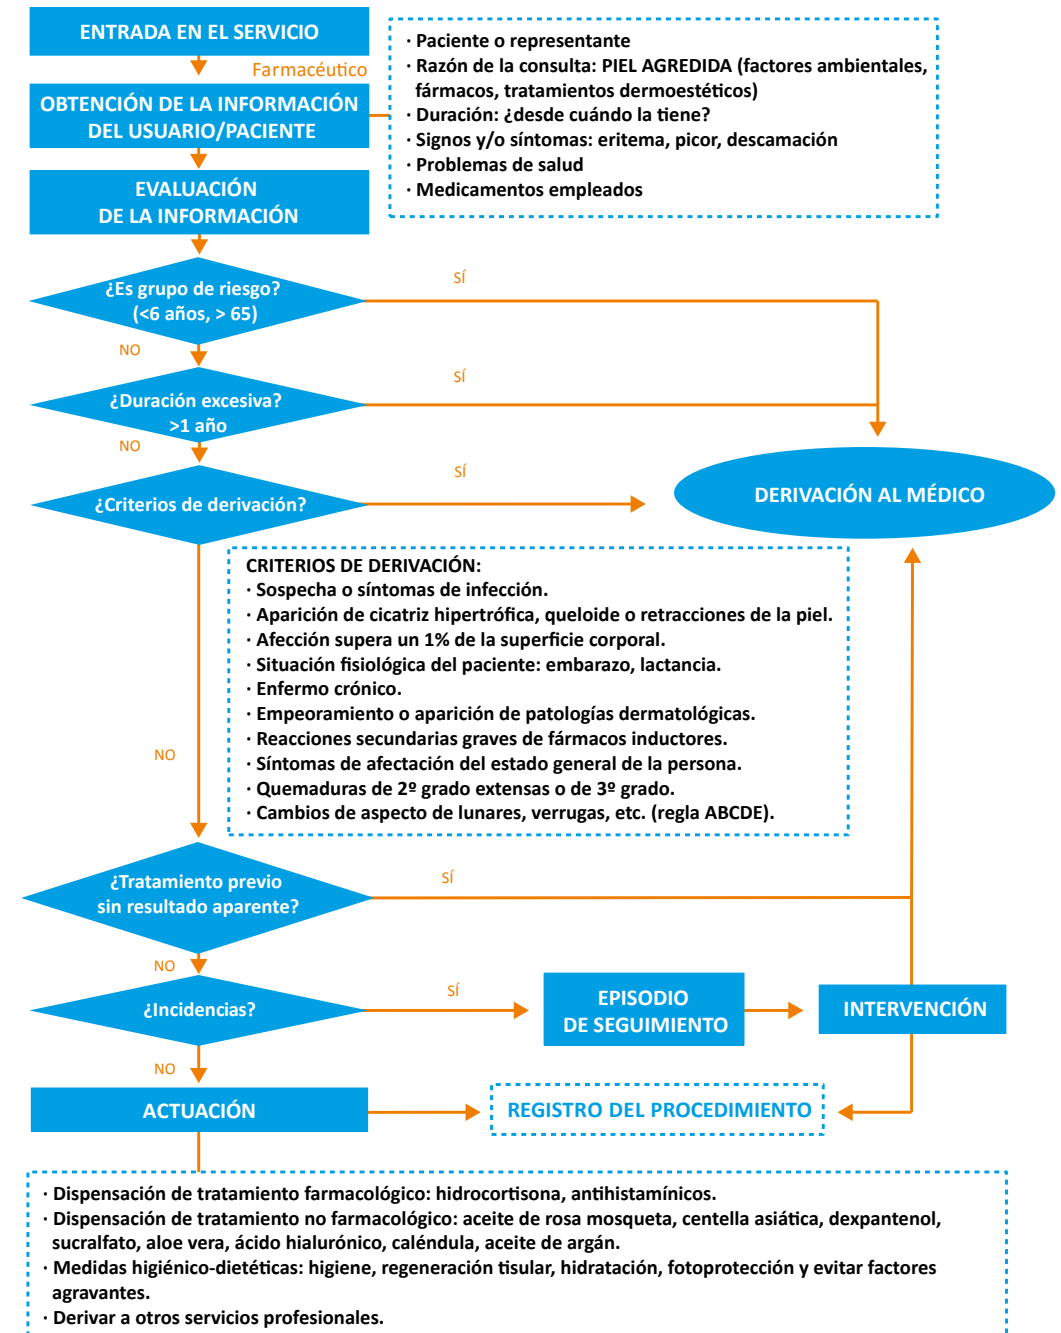 ENTRADA EN EL SERVICIO
Farmacéutico
OBTENCIÓN DE LA INFORMACIÓN
DEL USUARIO/PACIENTE
· Paciente o representante
· Razón de la consulta: PIEL AGREDIDA (factores ambientales,
fármacos, tratamientos dermoestéticos)
· Duración: ¿desde cuándo la tiene?
· Signos y/o síntomas: eritema, picor, descamación
· Problemas de salud
· Medicamentos empleados
EVALUACIÓN
DE LA INFORMACIÓN
¿Es grupo de riesgo?
(<6 años, > 65)
SÍ
NO
¿Duración excesiva?
>1 año
SÍ
NO
¿Criterios de derivación?
SÍ
DERIVACIÓN AL MÉDICO
CRITERIOS DE DERIVACIÓN:
· Sospecha o síntomas de infección.
· Aparición de cicatriz hipertrófica, queloide o retracciones de la piel.
· Afección supera un 1% de la superficie corporal.
· Situación fisiológica del paciente: embarazo, lactancia.
· Enfermo crónico.
· Empeoramiento o aparición de patologías dermatológicas.
· Reacciones secundarias graves de fármacos inductores.
· Síntomas de afectación del estado general de la persona.
· Quemaduras de 2º grado extensas o de 3º grado.
· Cambios de aspecto de lunares, verrugas, etc. (regla ABCDE).
NO
¿Tratamiento previo
sin resultado aparente?
SÍ
NO
¿Incidencias?
SÍ
EPISODIO
DE SEGUIMIENTO
INTERVENCIÓN
NO
ACTUACIÓN
REGISTRO DEL PROCEDIMIENTO
· Dispensación de tratamiento farmacológico: hidrocortisona, antihistamínicos.
· Dispensación de tratamiento no farmacológico: aceite de rosa mosqueta, centella asiática, dexpantenol,
sucralfato, aloe vera, ácido hialurónico, caléndula, aceite de argán.
· Medidas higiénico-dietéticas: higiene, regeneración tisular, hidratación, fotoprotección y evitar factores
agravantes.
· Derivar a otros servicios profesionales.